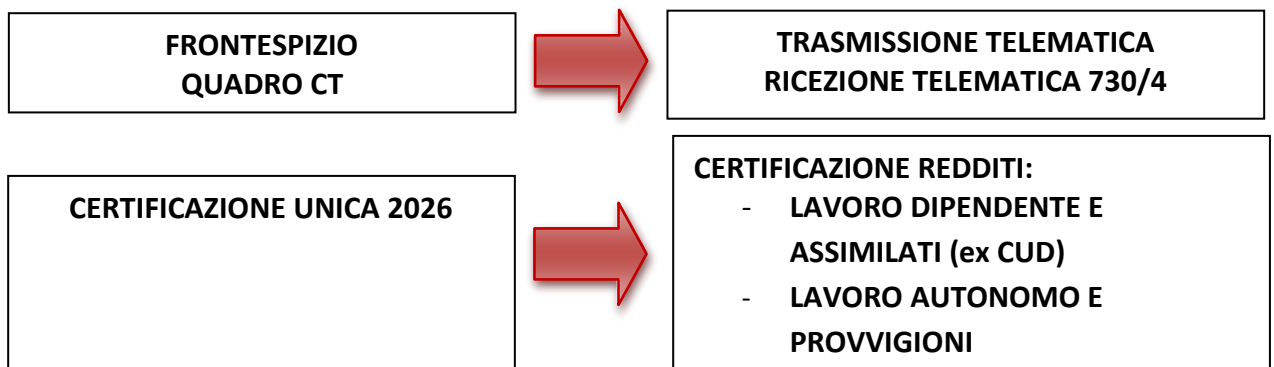 FRONTESPIZIO
QUADRO CT
TRASMISSIONE TELEMATICA
RICEZIONE TELEMATICA 730/4
CERTIFICAZIONE UNICA 2026
CERTIFICAZIONE REDDITI:
- LAVORO DIPENDENTE E
ASSIMILATI (ex CUD)
- LAVORO AUTONOMO E
PROVVIGIONI